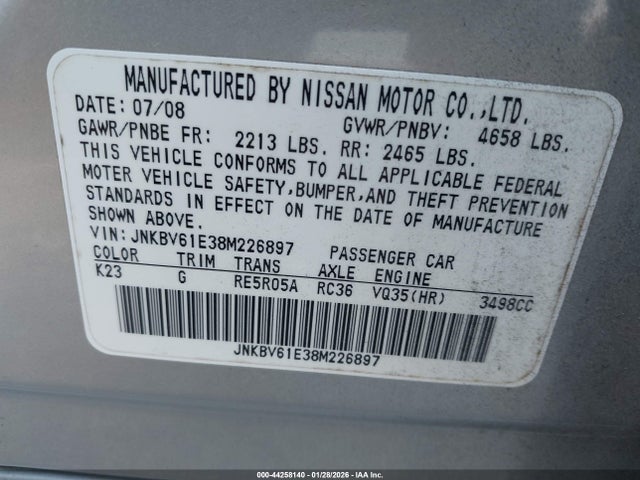 MANUFACTURED BY NISSAN MOTOR CO.,LTD.
DATE: 07/08 GVWR/PNBV: 4658 LBS.
GAWR/PNBE FR: 2213 LBS. RR: 2465 LBS.
THIS VEHICLE CONFORMS TO ALL APPLICABLE FEDERAL
MOTER VEHICLE SAFETY,BUMPER,AND THEFT PREVENTION
STANDARDS IN EFFECT ON THE DATE OF MANUFACTURE
SHOWN ABOVE.
VIN: JNKBV61E38M226897 PASSENGER CAR
COLOR TRIM TRANS AXLE ENGINE
K23 G RE5R05A RC36 VQ35(HR) 3498CC
JNKBV61E38M226897
000-44258140 | 01/28/2026 | IAA Inc.